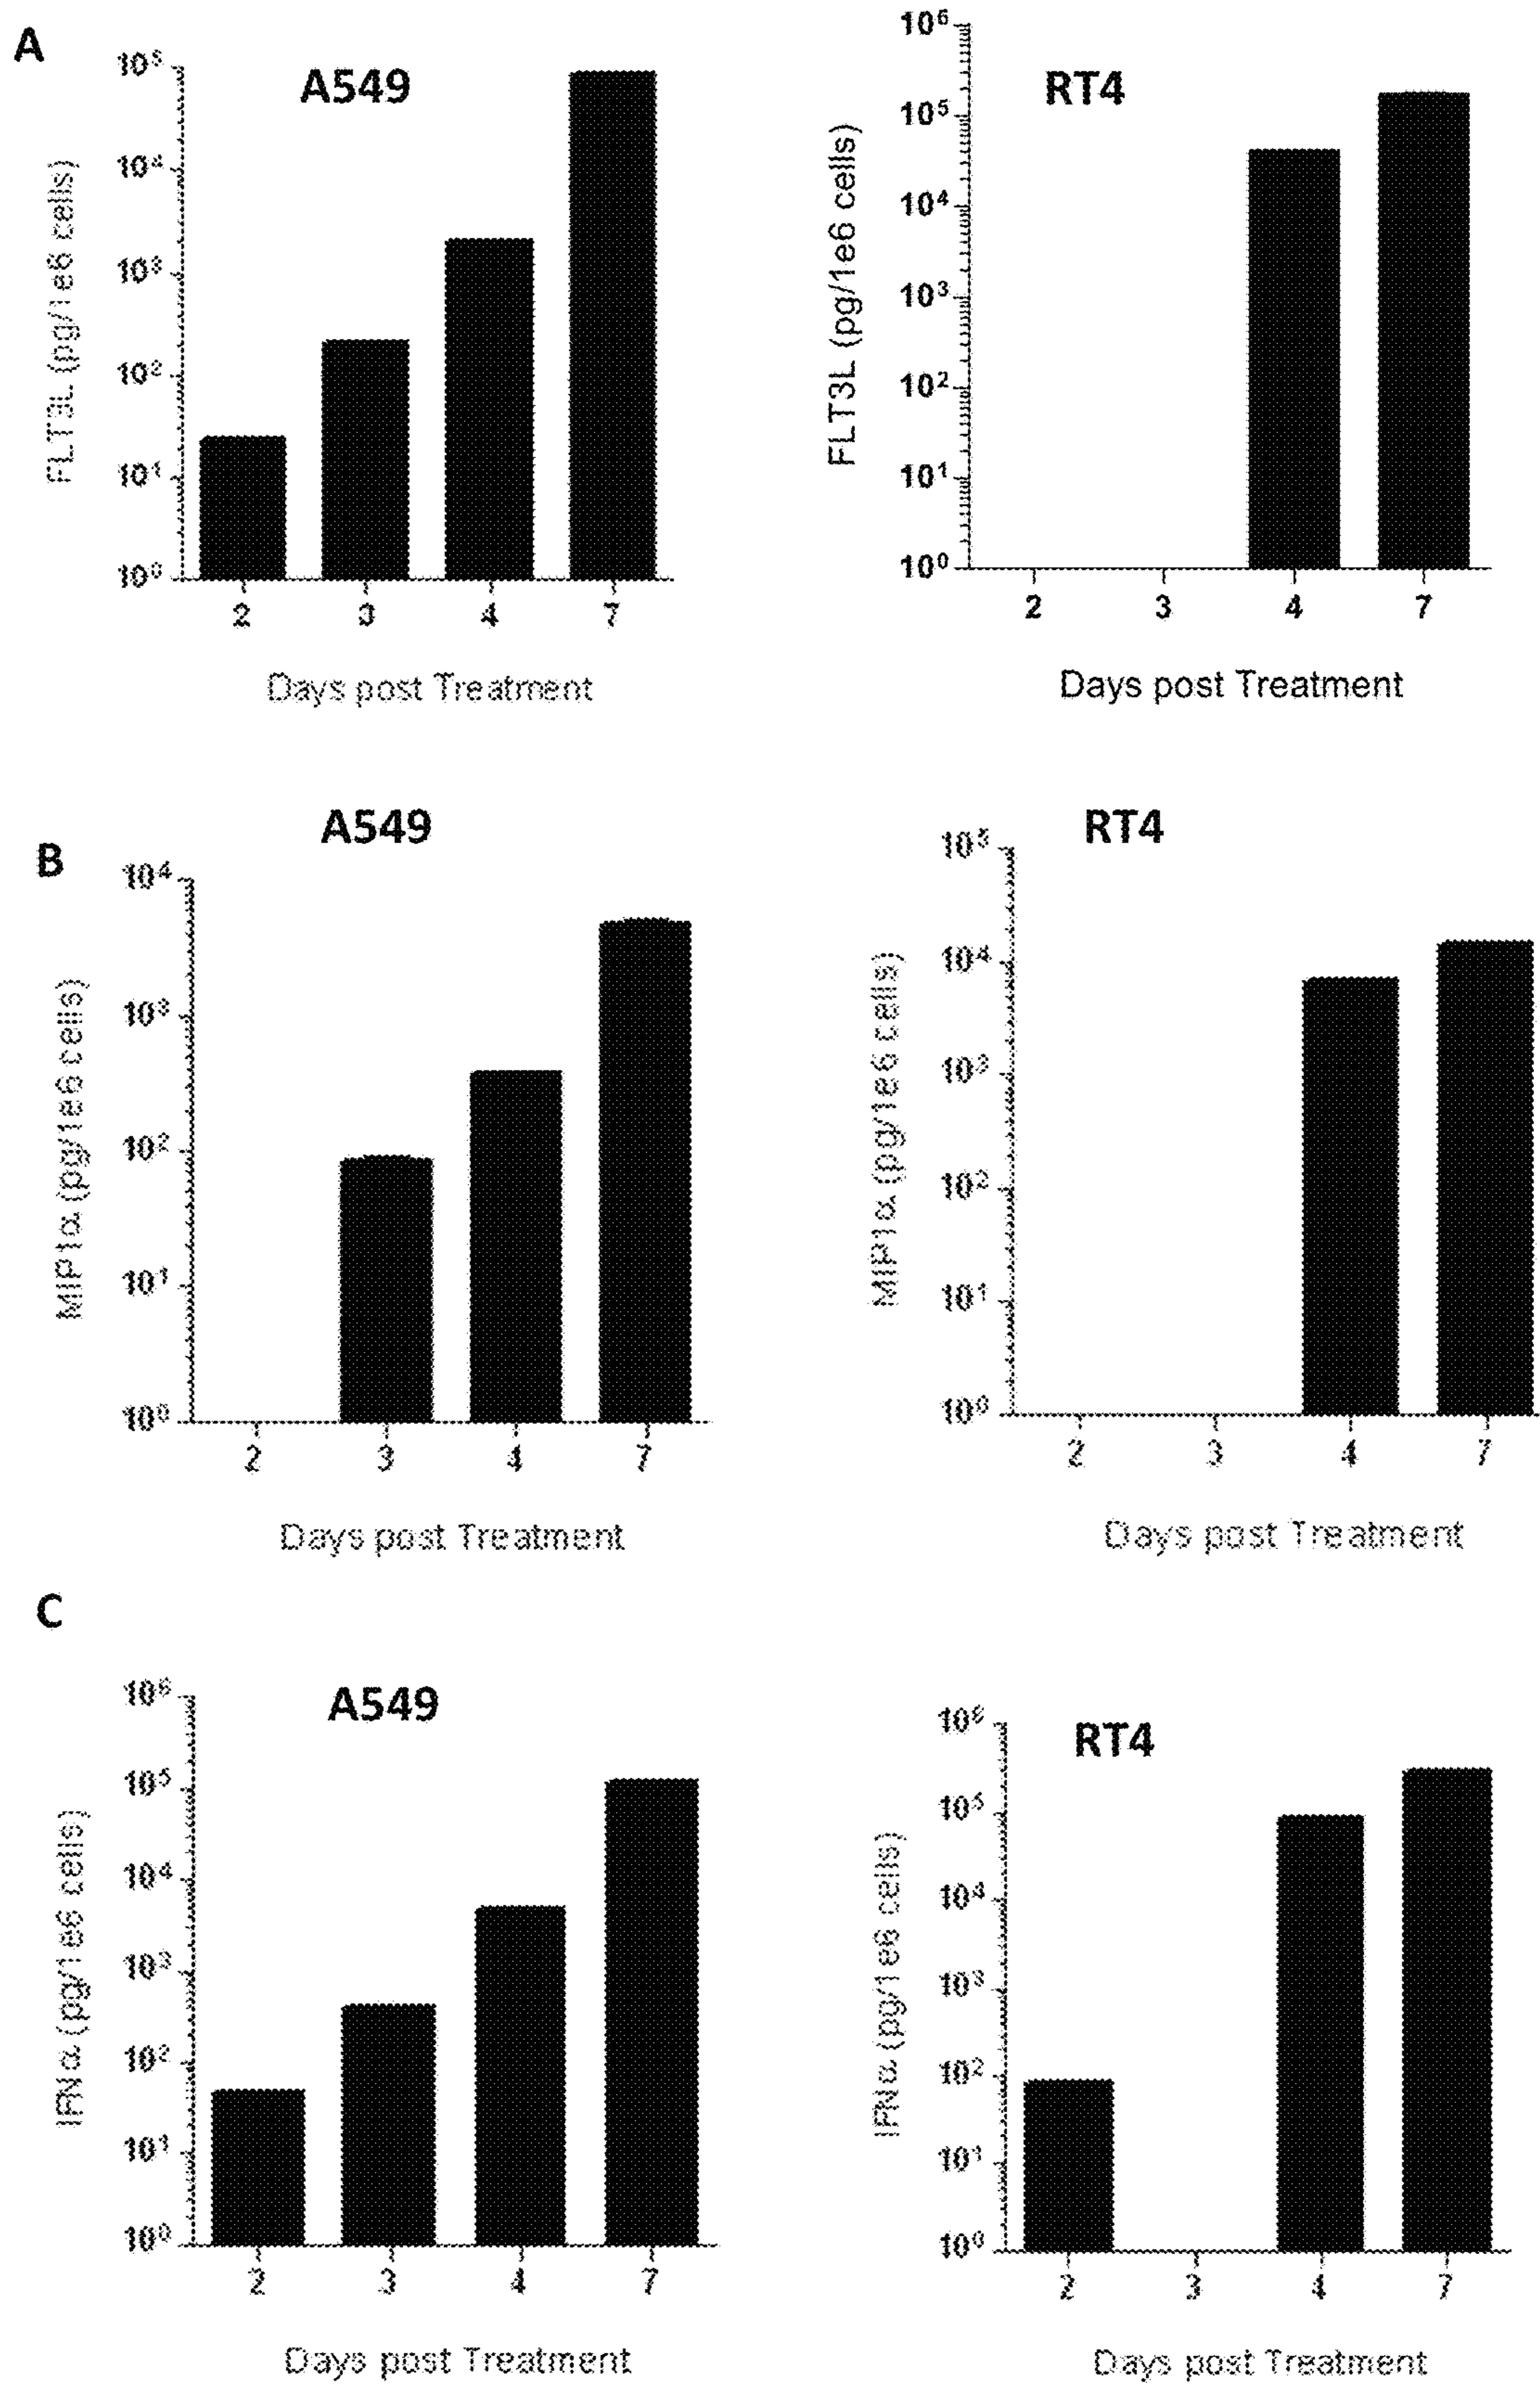 A
A549
FLT3L (pg/1e6 cells)
10⁵
10⁴
10³
10²
10¹
10⁰
2 3 4 7
Days post Treatment
RT4
FLT3L (pg/1e6 cells)
10⁶
10⁵
10⁴
10³
10²
10¹
10⁰
2 3 4 7
Days post Treatment
B
A549
MIP1α (pg/1e6 cells)
10⁴
10³
10²
10¹
10⁰
2 3 4 7
Days post Treatment
RT4
MIP1α (pg/1e6 cells)
10⁵
10⁴
10³
10²
10¹
10⁰
2 3 4 7
Days post Treatment
C
A549
IFNα (pg/1e6 cells)
10⁶
10⁵
10⁴
10³
10²
10¹
10⁰
2 3 4 7
Days post Treatment
RT4
IFNα (pg/1e6 cells)
10⁶
10⁵
10⁴
10³
10²
10¹
10⁰
2 3 4 7
Days post Treatment